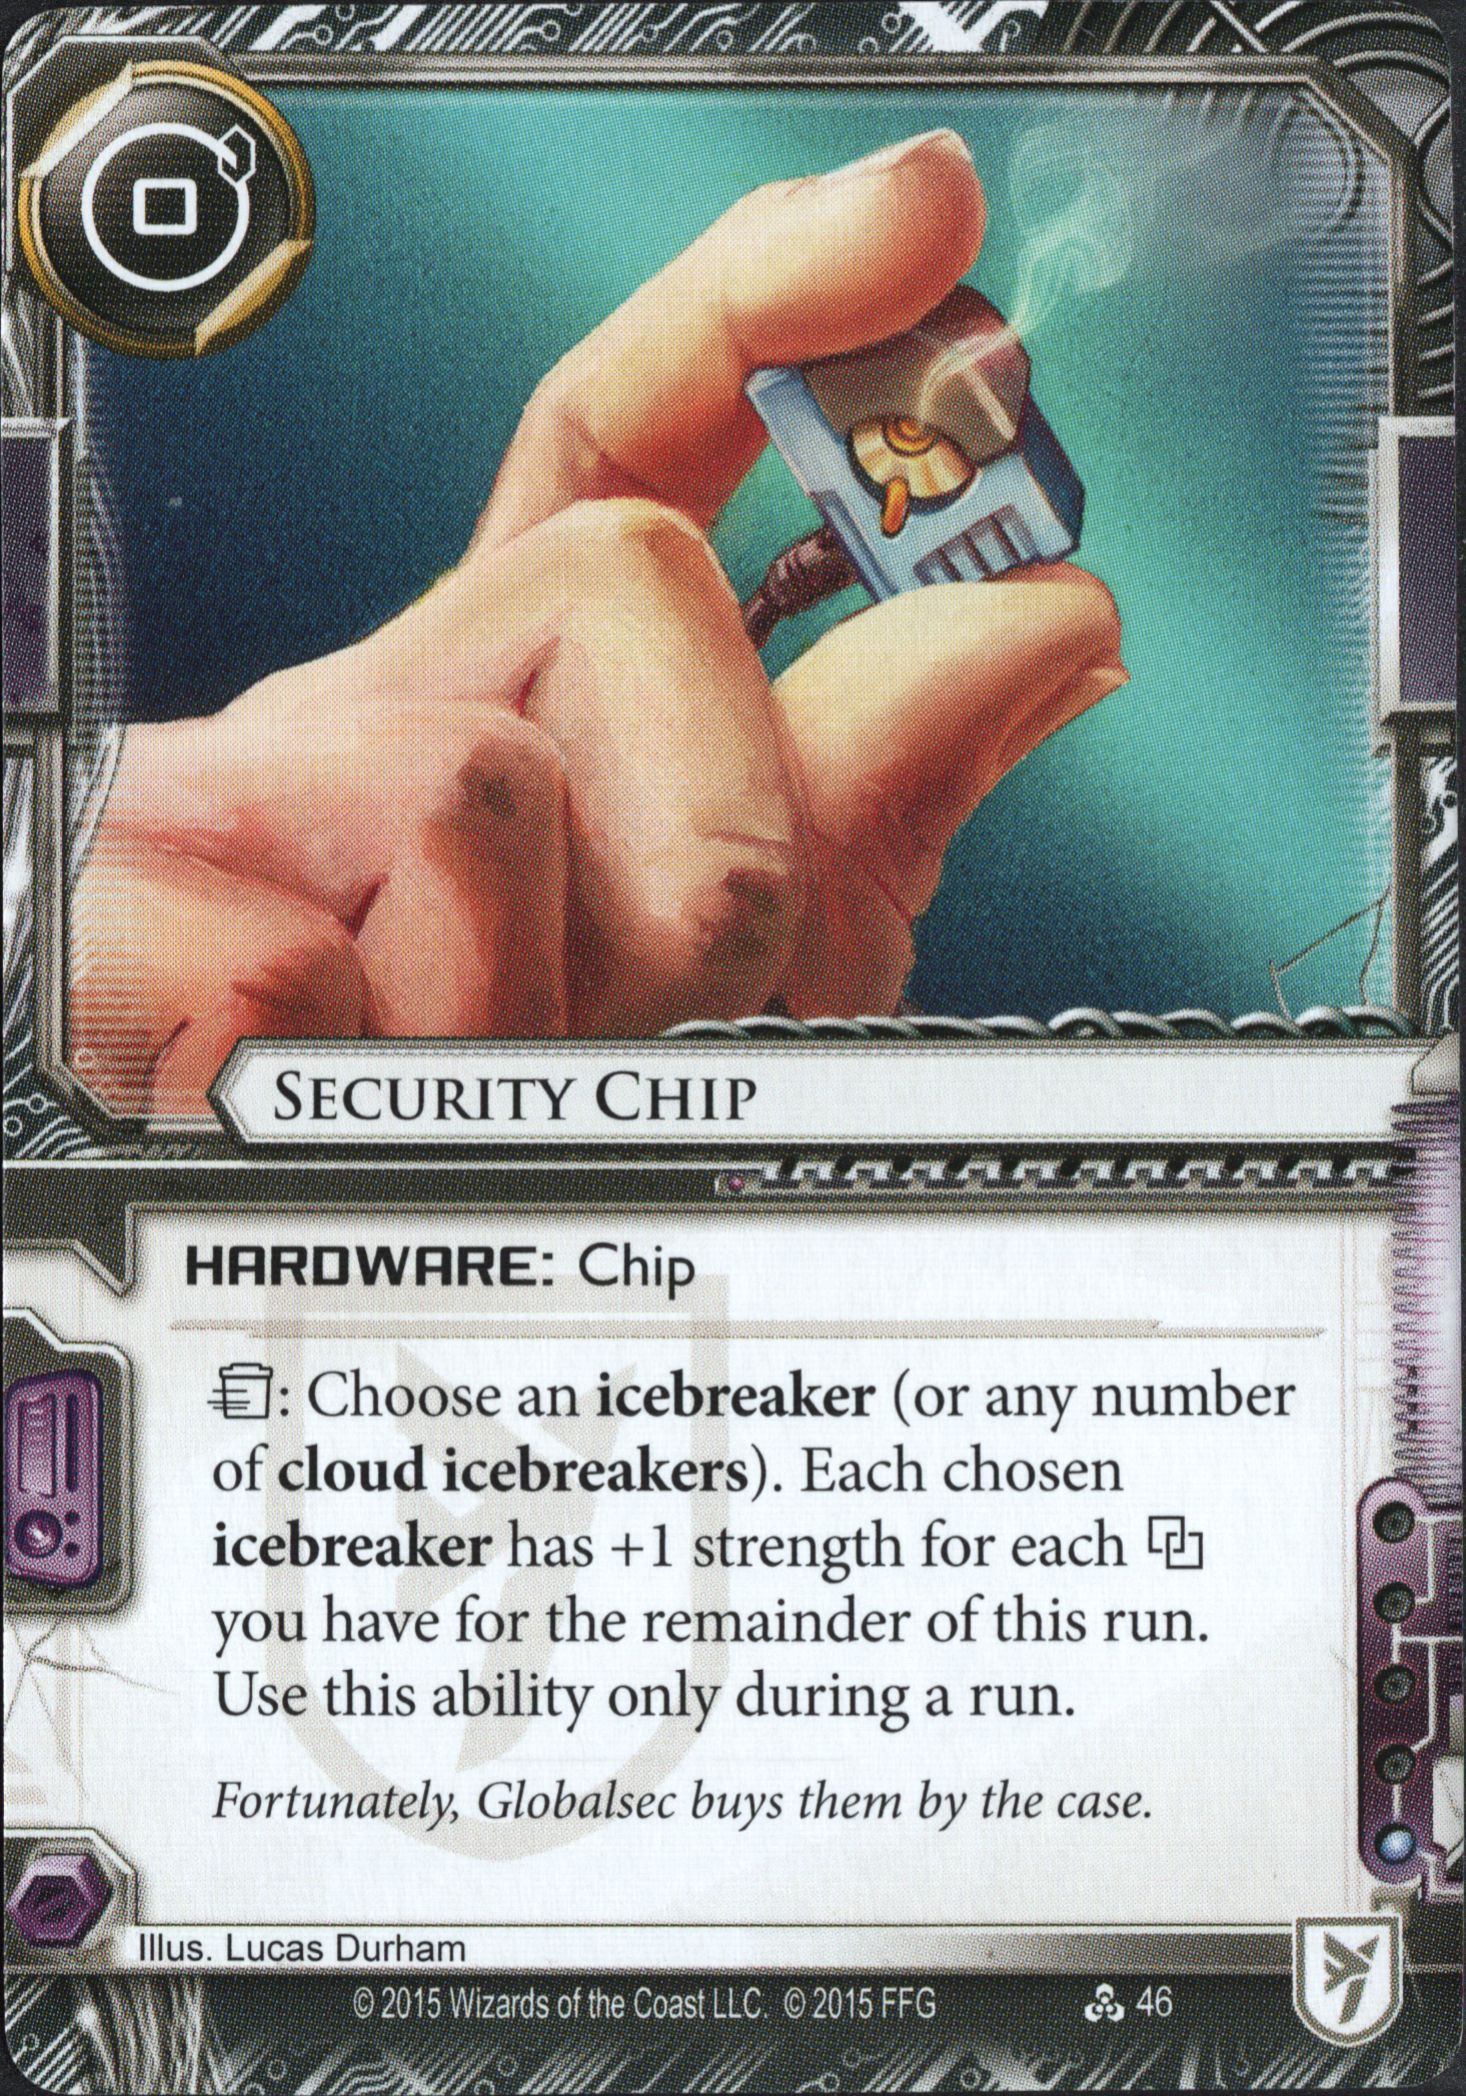 0
SECURITY CHIP
HARDWARE: Chip
: Choose an icebreaker (or any number
of cloud icebreakers). Each chosen
icebreaker has +1 strength for each
you have for the remainder of this run.
Use this ability only during a run.
Fortunately, Globalsec buys them by the case.
Illus. Lucas Durham
© 2015 Wizards of the Coast LLC. © 2015 FFG 46